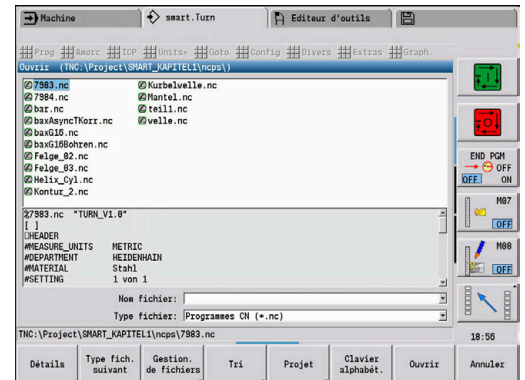 Machine
smart.Turn
Editeur d'outils
Prog Amorc ICP Units» Goto Config Divers Extras Graph.
Ouvrir (TNC:\Project\SMART_KAPITEL1\ncps\)
7983.nc
7984.nc
bar.nc
baxAsyncTKorr.nc
baxG16.nc
baxG16Bohren.nc
Felge_02.nc
Felge_03.nc
Helix_Cyl.nc
Kontur_2.nc
Kurbelwelle.nc
Mantel.nc
teil1.nc
welle.nc
%7983.nc "TURN_V1.0"
[ ]
HEADER
#MEASURE_UNITS METRIC
#DEPARTMENT HEIDENHAIN
#MATERIAL Stahl
#SETTING 1 von 1
Nom fichier:
Type fichier: Programmes CN (*.nc)
TNC:\Project\SMART_KAPITEL1\ncps\7983.nc
END PGM
OFF
OFF ON
M07
OFF
M08
OFF
18:56
Détails
Type fich. suivant
Gestion. de fichiers
Tri
Projet
Clavier alphabét.
Ouvrir
Annuler